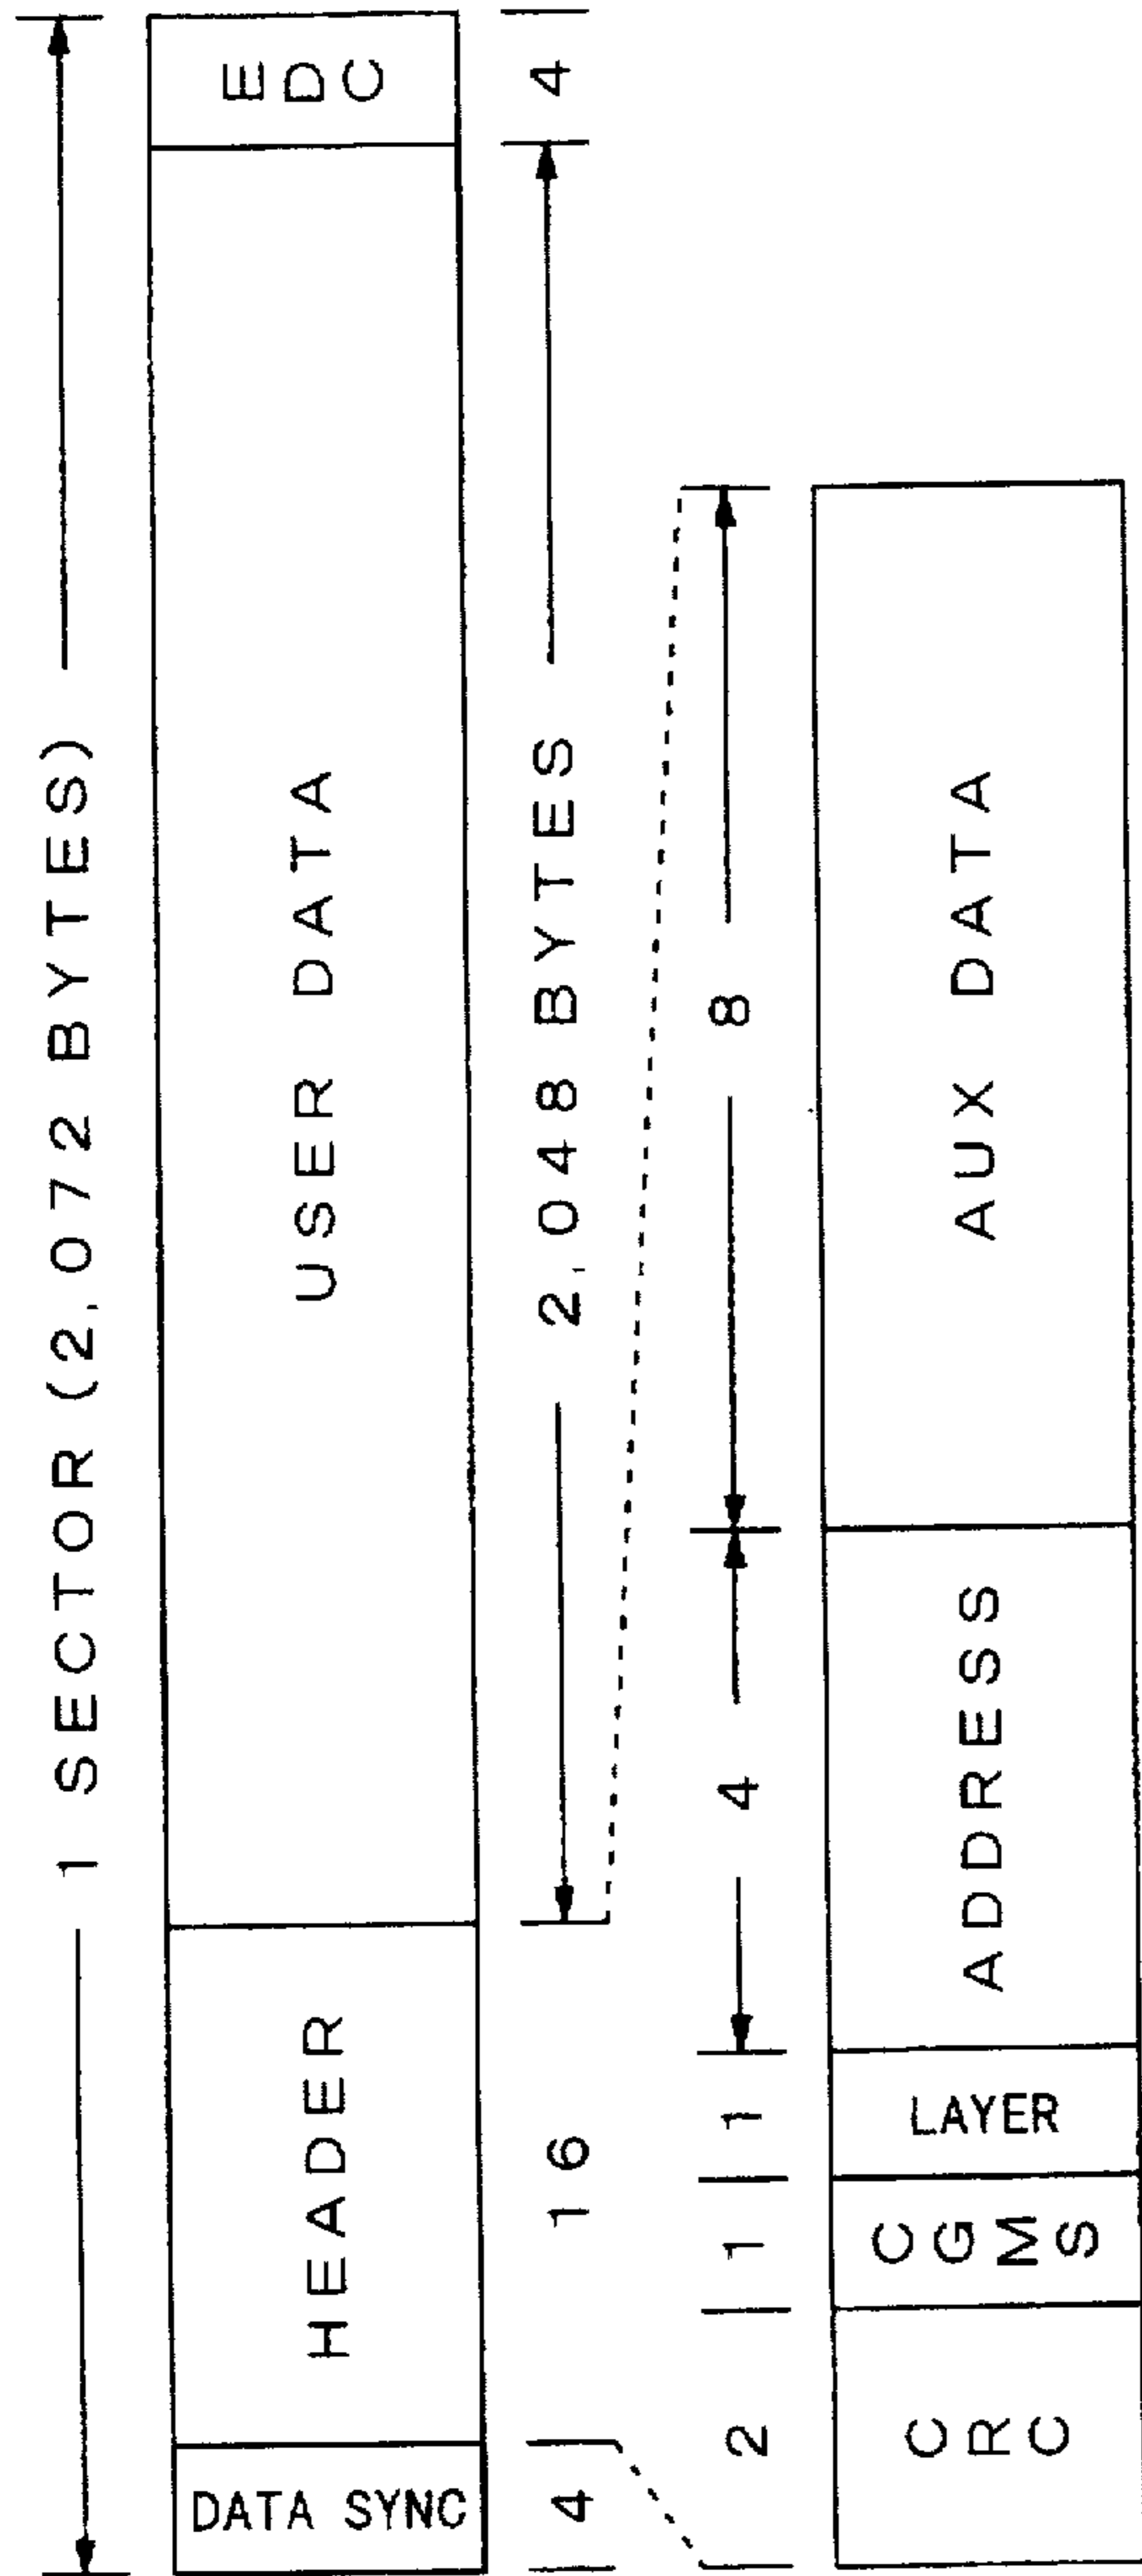 1 SECTOR (2,072 BYTES)
DATA SYNC
HEADER
USER DATA
EDC
4
16
2,048 BYTES
4
2
1
1
4
8
CRC
CGMS
LAYER
ADDRESS
AUX DATA